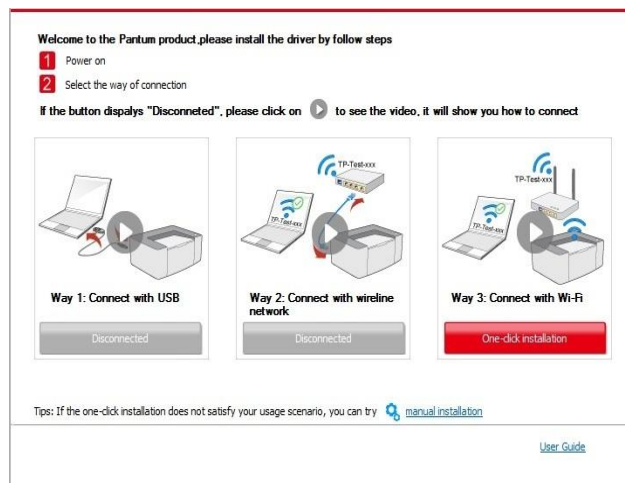 Welcome to the Pantum product,please install the driver by follow steps
1 Power on
2 Select the way of connection
If the button dispalys "Disconneted", please click on to see the video, it will show you how to connect
TP-Test-xxx
TP-Test-xxx
TP-Test-xxx
TP-Test-xxx
Way 1: Connect with USB
Way 2: Connect with wireline
network
Way 3: Connect with Wi-Fi
Disconnected
Disconnected
One-click installation
Tips: If the one-click installation does not satisfy your usage scenario, you can try manual installation
User Guide